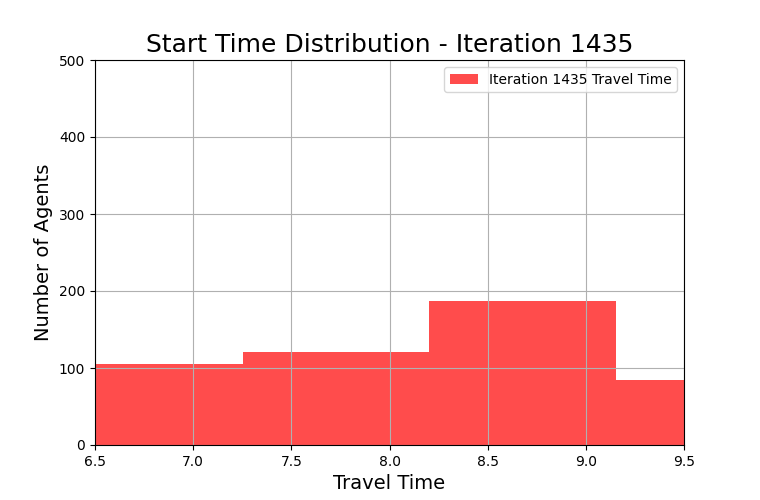 Start Time Distribution - Iteration 1435
500
400
300
200
100
0
Number of Agents
Iteration 1435 Travel Time
6.5 7.0 7.5 8.0 8.5 9.0 9.5
Travel Time